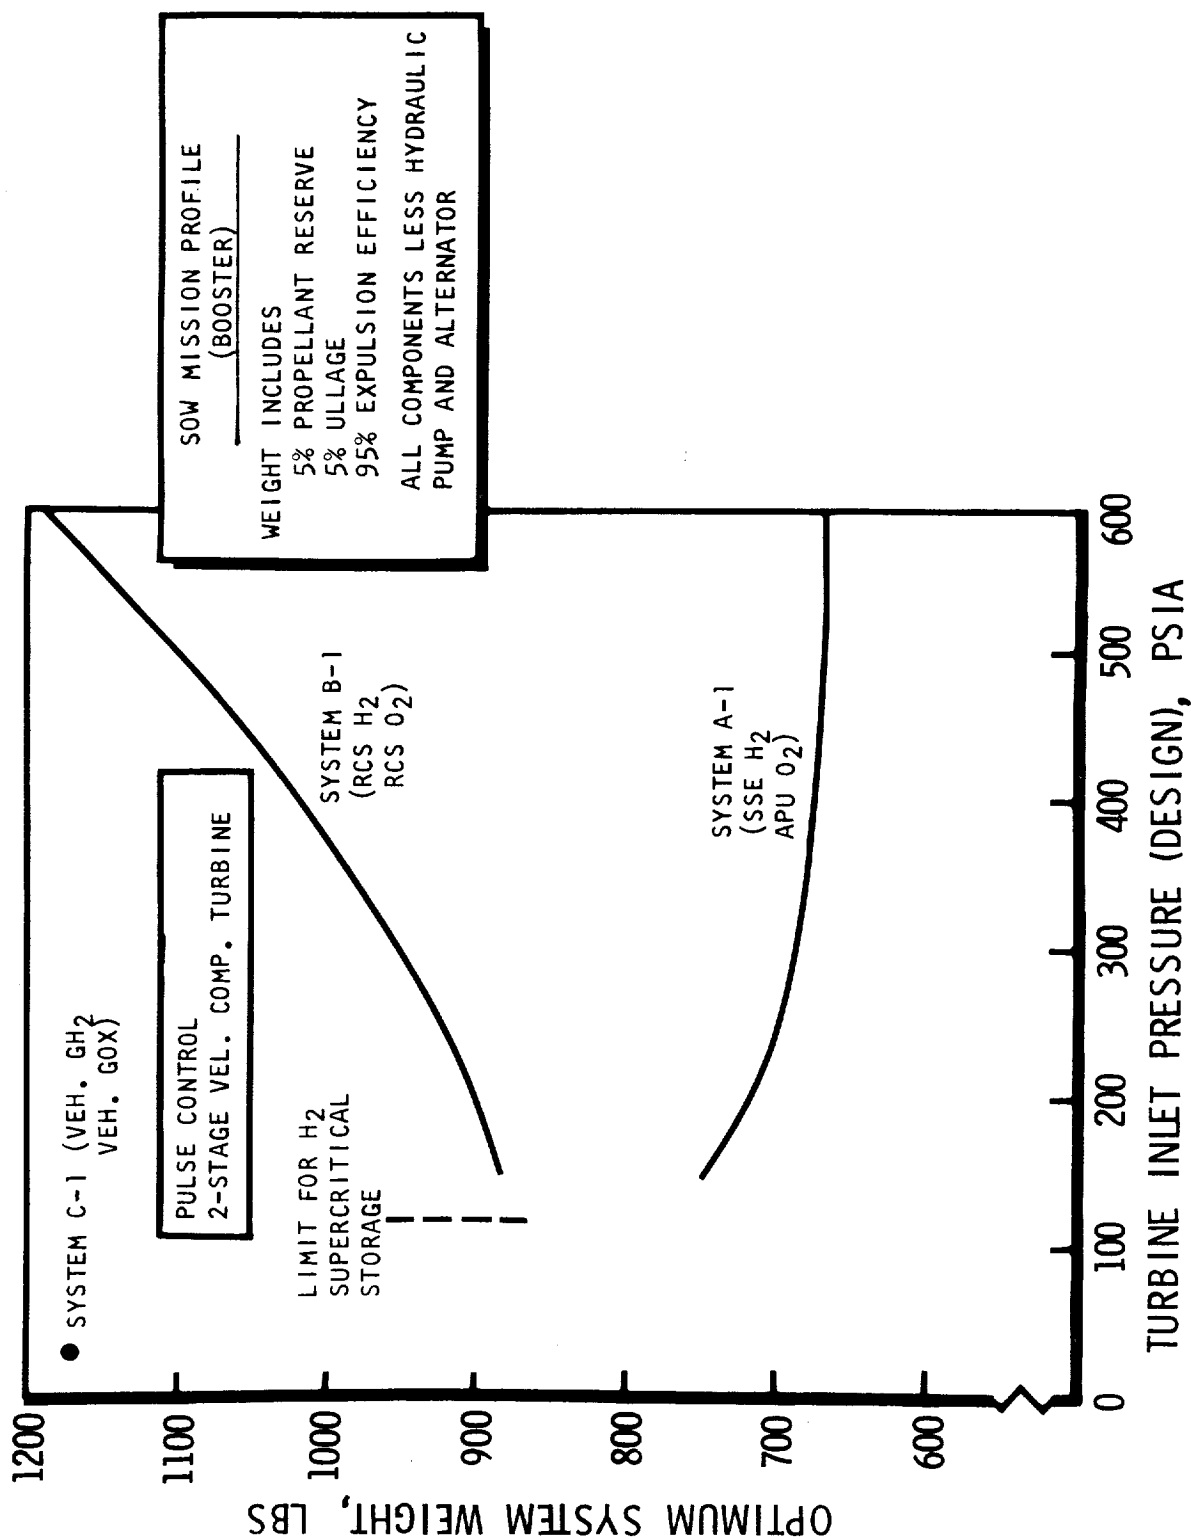 OPTIMUM SYSTEM WEIGHT, LBS
1200
1100
1000
900
800
700
600
SYSTEM C-1 (VEH. GH2
VEH. GOX)
PULSE CONTROL
2-STAGE VEL. COMP. TURBINE
LIMIT FOR H2
SUPERCRITICAL
STORAGE
SYSTEM B-1
(RCS H2
RCS O2)
SYSTEM A-1
(SSE H2
APU O2)
SOW MISSION PROFILE
(BOOSTER)
WEIGHT INCLUDES
5% PROPELLANT RESERVE
5% ULLAGE
95% EXPULSION EFFICIENCY
ALL COMPONENTS LESS HYDRAULIC
PUMP AND ALTERNATOR
0 100 200 300 400 500 600
TURBINE INLET PRESSURE (DESIGN), PSIA